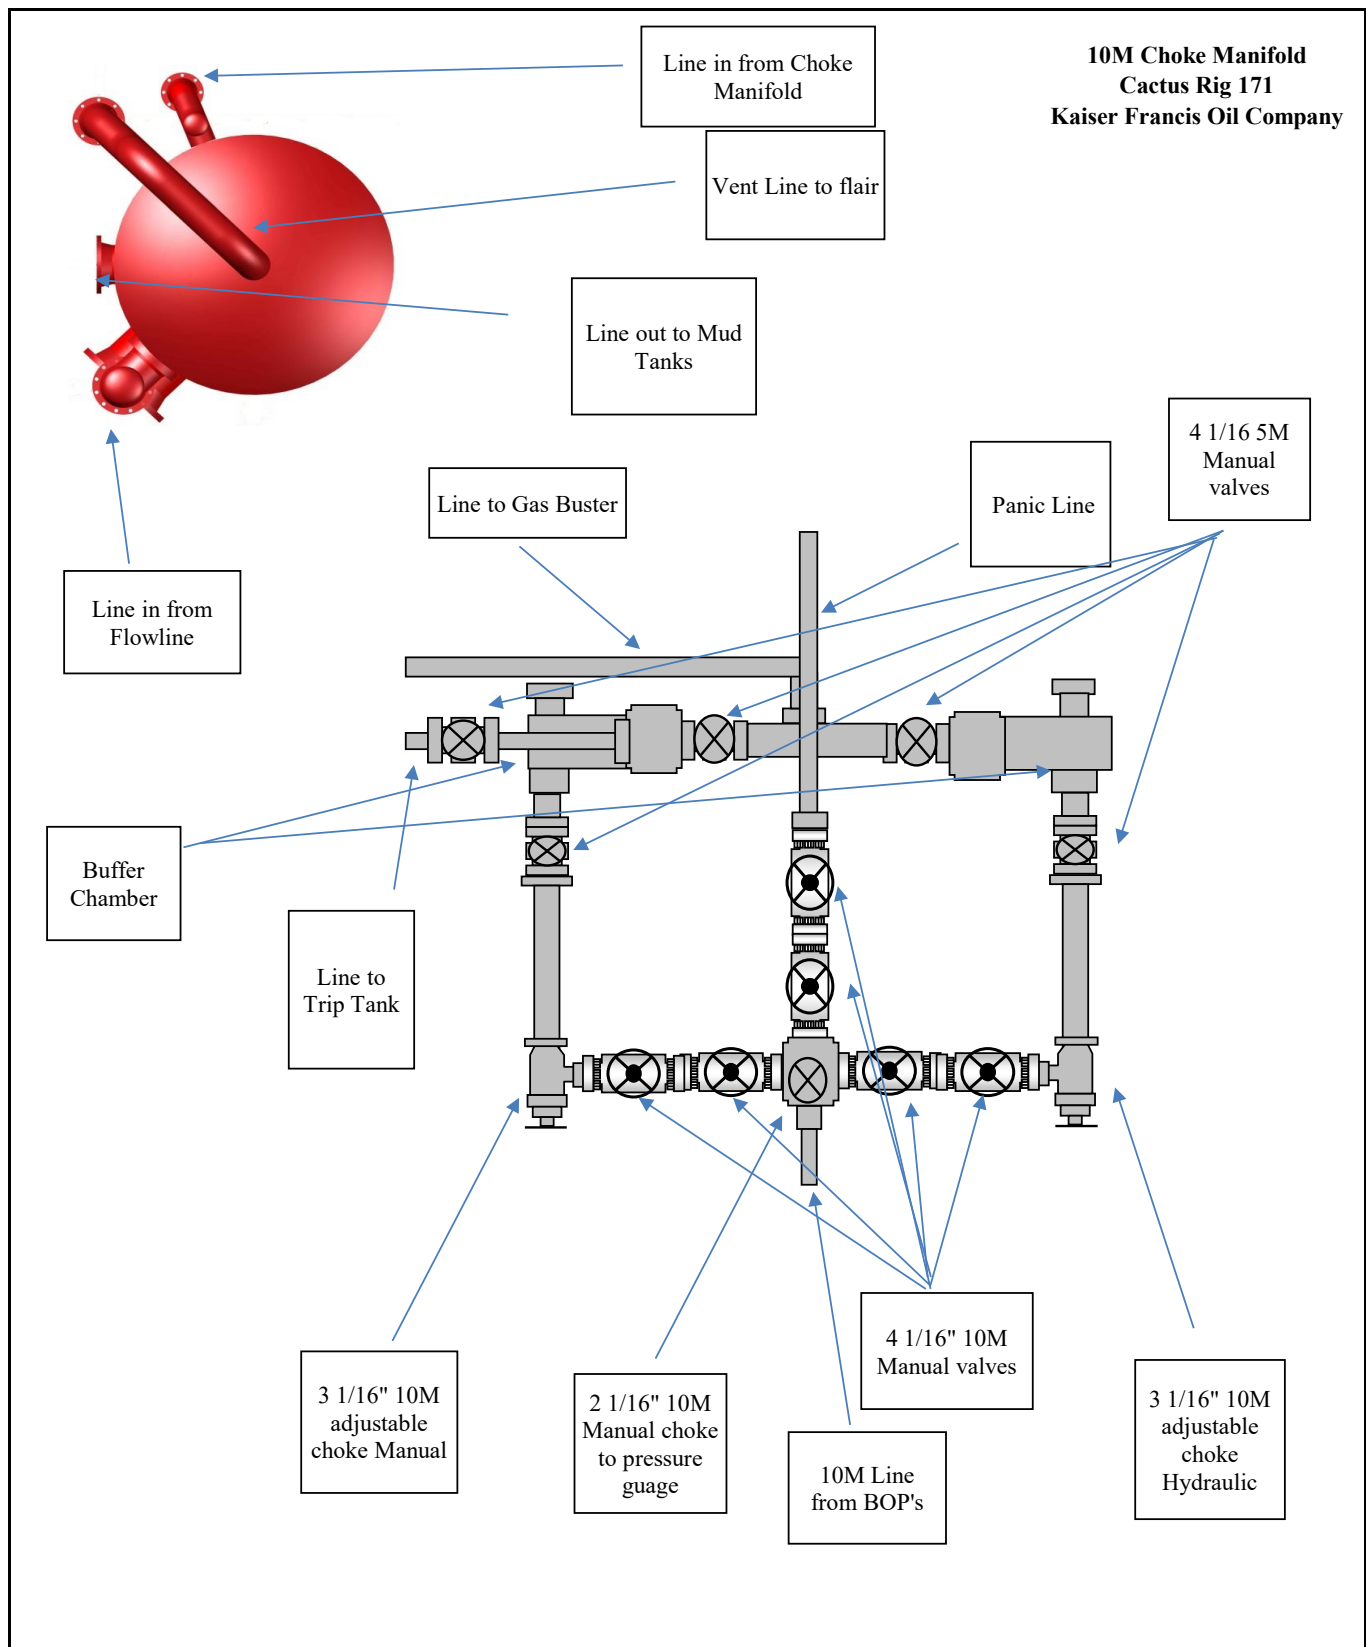 10M Choke Manifold
Cactus Rig 171
Kaiser Francis Oil Company
Line in from Choke
Manifold
Vent Line to flair
Line out to Mud
Tanks
4 1/16 5M
Manual
valves
Panic Line
Line to Gas Buster
Line in from
Flowline
Buffer
Chamber
Line to
Trip Tank
4 1/16" 10M
Manual valves
3 1/16" 10M
adjustable
choke Manual
2 1/16" 10M
Manual choke
to pressure
guage
10M Line
from BOP's
3 1/16" 10M
adjustable
choke
Hydraulic